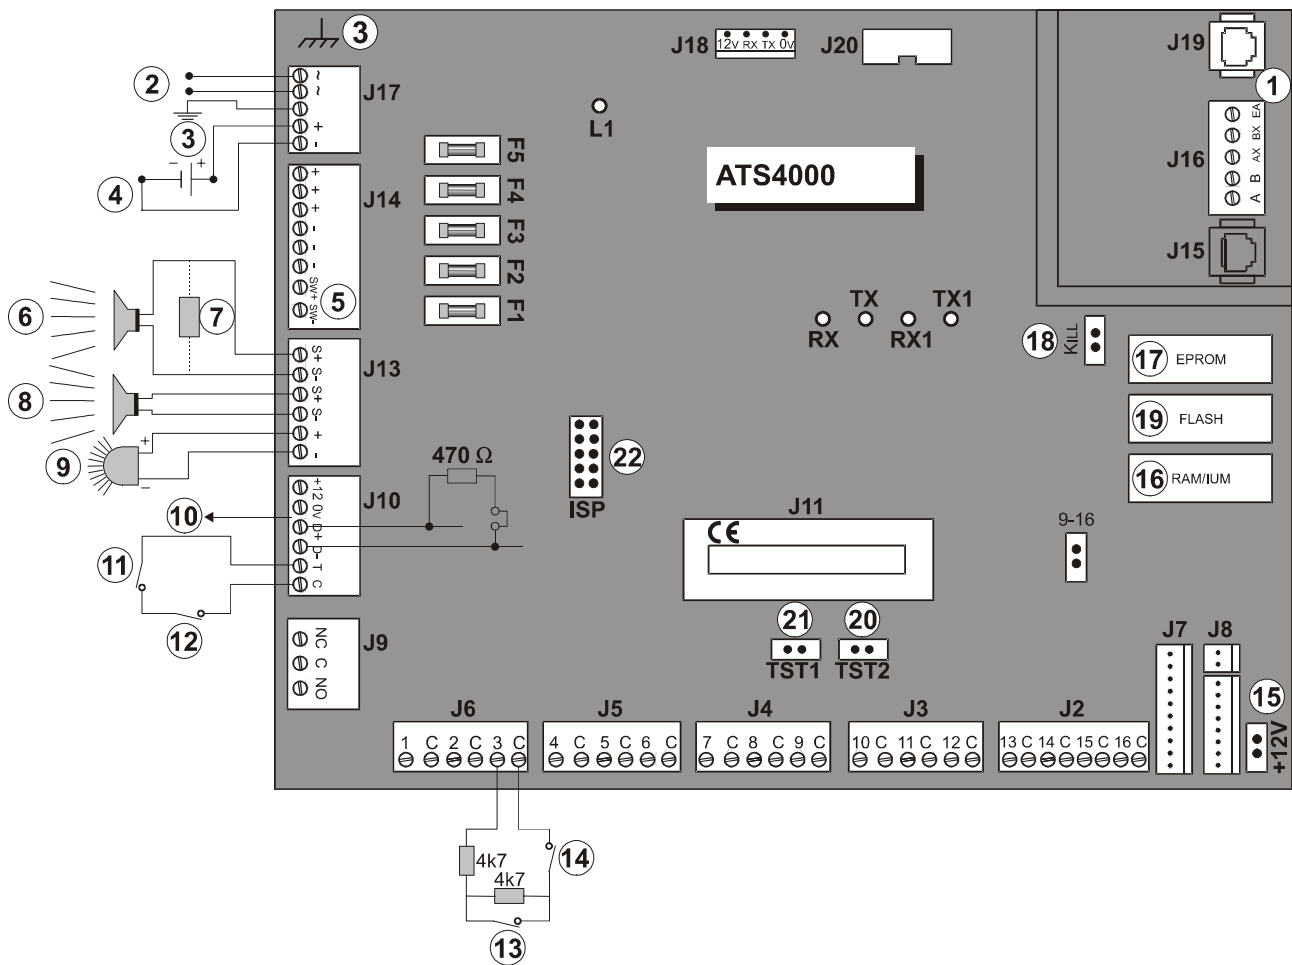 3
J18
12V RX TX 0V
J20
J19
1
2
~
~
+
-
J17
3
L1
EA
BX
AX
B
A
J16
F5
ATS4000
4
- +
+
+
+
-
-
-
SW+
SW-
J14
5
F4
F3
F2
F1
J15
6
7
TX
TX1
RX
RX1
18
KILL
17
EPROM
S+
S-
S+
S-
+
-
J13
8
19
FLASH
9
+
-
470 Ω
22
ISP
16
RAM/IUM
+12
0V
D+
D-
T
C
J10
10
J11
CE
9-16
11
12
21
20
TST1
TST2
NC
C
NO
J9
J7
J8
15
+12V
J6
J5
J4
J3
J2
1 C 2 C 3 C
4 C 5 C 6 C
7 C 8 C 9 C
10 C 11 C 12 C
13 C 14 C 15 C 16 C
4k7
14
4k7
13